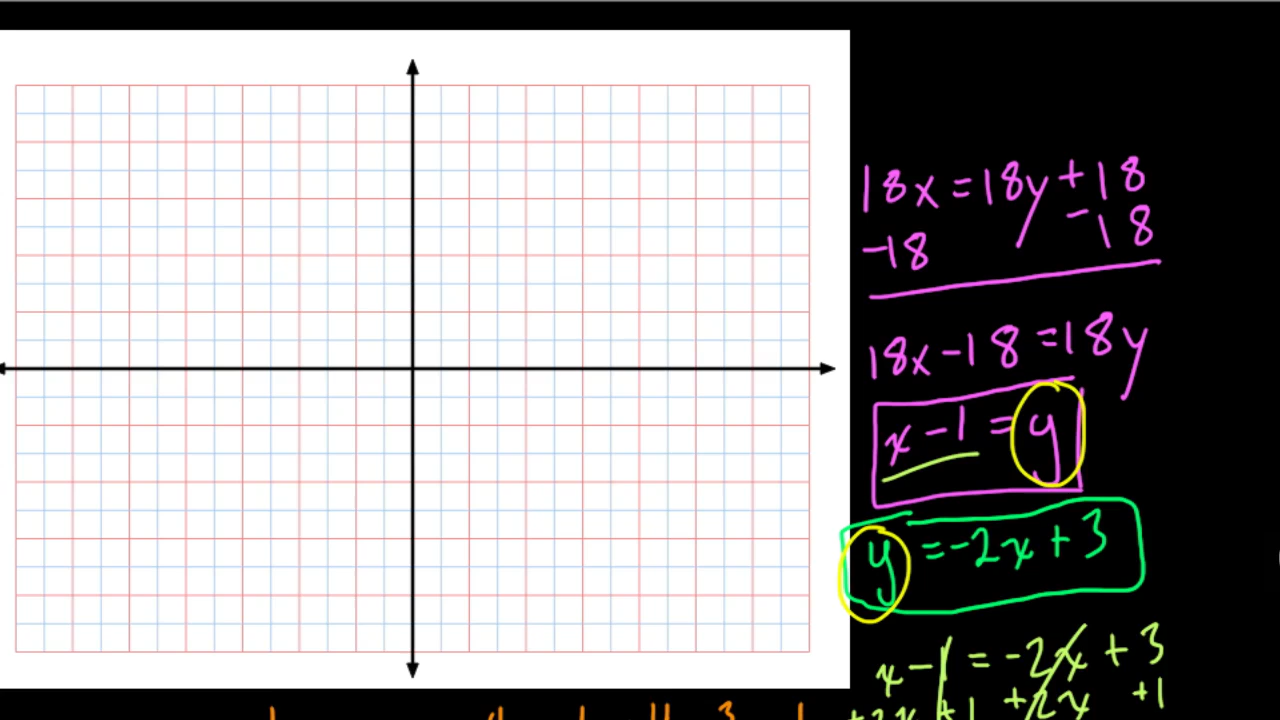 18x = 18y + 18
-18 -18
18x - 18 = 18y
x - 1 = y
y = -2x + 3
x - 1 = -2x + 3
+2x +1 +2x +1